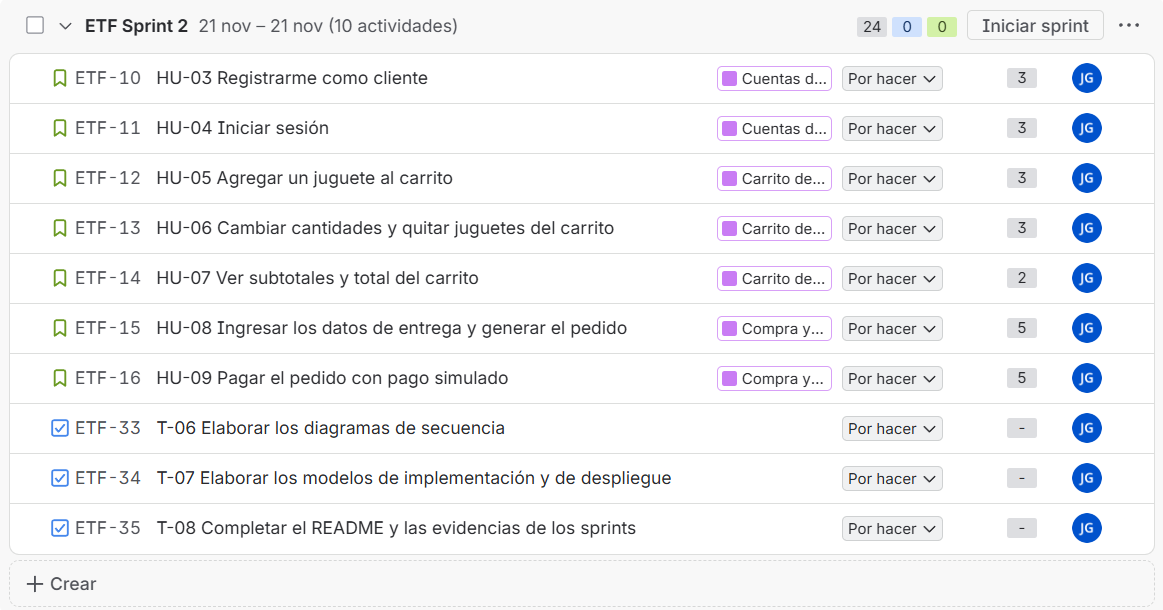 ETF Sprint 2 21 nov – 21 nov (10 actividades) 24 0 0 Iniciar sprint
ETF-10 HU-03 Registrarme como cliente Cuentas d... Por hacer 3 JG
ETF-11 HU-04 Iniciar sesión Cuentas d... Por hacer 3 JG
ETF-12 HU-05 Agregar un juguete al carrito Carrito de... Por hacer 3 JG
ETF-13 HU-06 Cambiar cantidades y quitar juguetes del carrito Carrito de... Por hacer 3 JG
ETF-14 HU-07 Ver subtotales y total del carrito Carrito de... Por hacer 2 JG
ETF-15 HU-08 Ingresar los datos de entrega y generar el pedido Compra y... Por hacer 5 JG
ETF-16 HU-09 Pagar el pedido con pago simulado Compra y... Por hacer 5 JG
ETF-33 T-06 Elaborar los diagramas de secuencia Por hacer - JG
ETF-34 T-07 Elaborar los modelos de implementación y de despliegue Por hacer - JG
ETF-35 T-08 Completar el README y las evidencias de los sprints Por hacer - JG
+ Crear